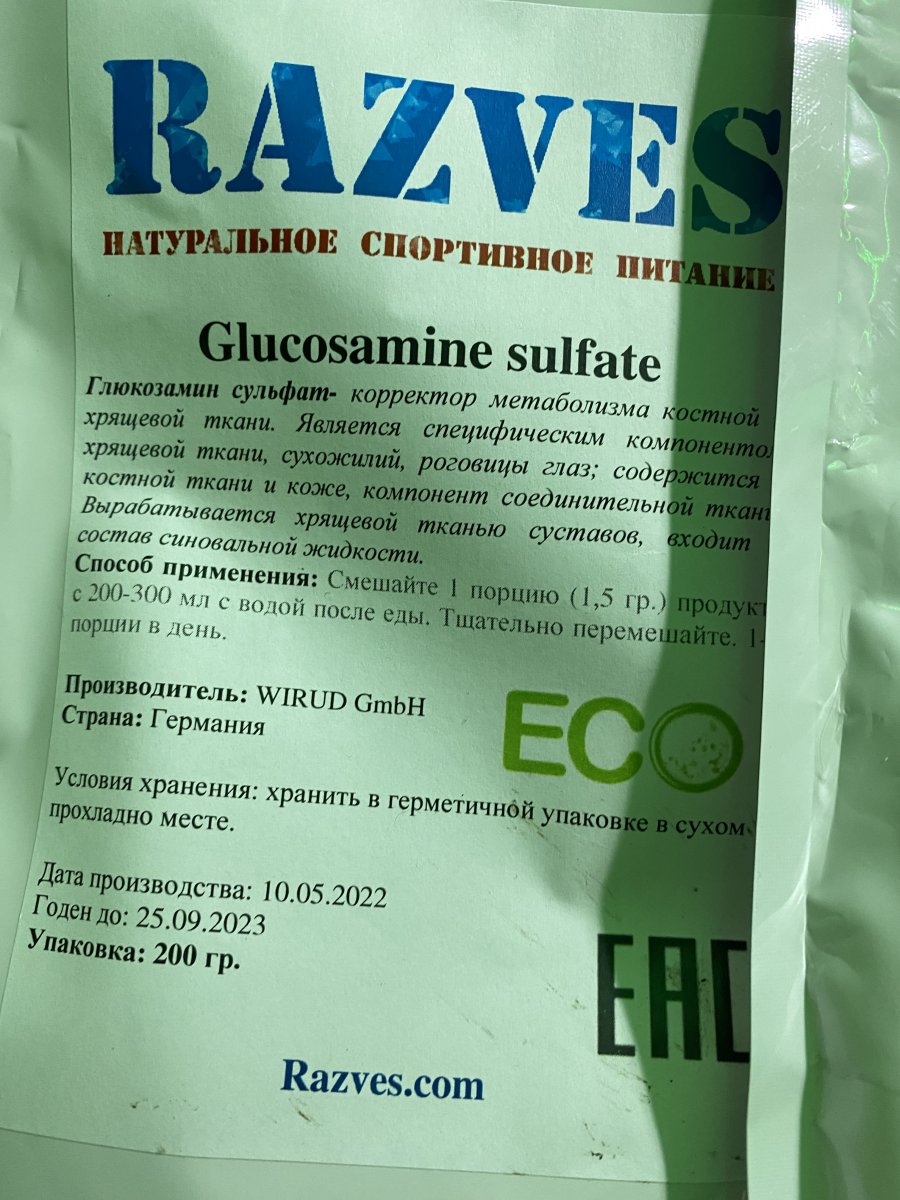 RAZVES
НАТУРАЛЬНОЕ СПОРТИВНОЕ ПИТАНИЕ
Glucosamine sulfate
Глюкозамин сульфат- корректор метаболизма костной
хрящевой ткани. Является специфическим
хрящевой ткани, сухожилий, роговицы глаз; содержится
костной ткани и коже, компонент соединительной
Вырабатывается хрящевой тканью суставов, входит
состав синовальной жидкости.
Способ применения: Смешайте 1 порцию (1,5 гр.)
с 200-300 мл с водой после еды. Тщательно перемешайте.
порции в день.
Производитель: WIRUD GmbH
Страна: Германия
ECO
Условия хранения: хранить в герметичной упаковке в сухом
прохладно месте.
Дата производства: 10.05.2022
Годен до: 25.09.2023
Упаковка: 200 гр.
EAC
Razves.com